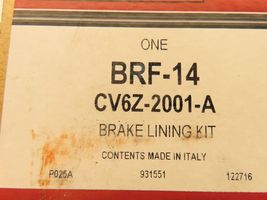 ONE
BRF-14
CV6Z-2001-A
BRAKE LINING KIT
CONTENTS MADE IN ITALY
P025A 931551 122716